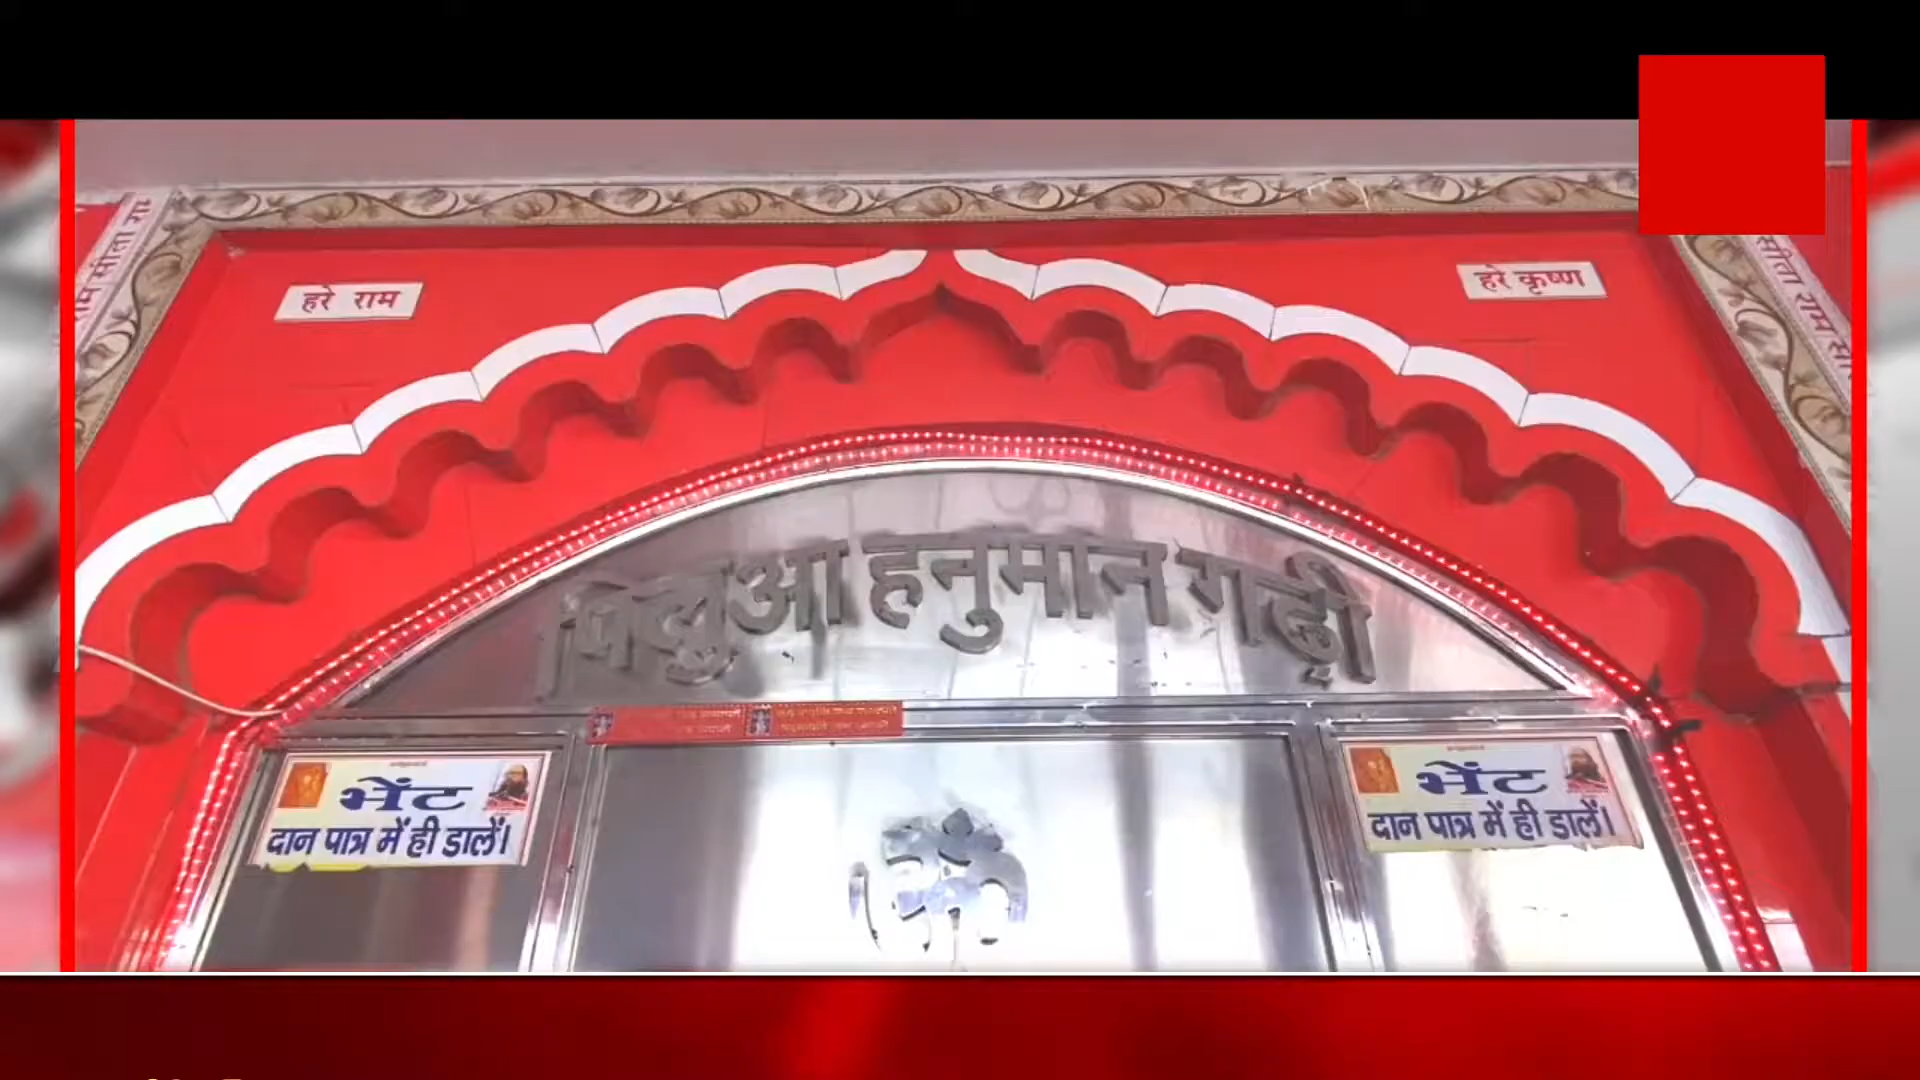 हरे राम
हरे कृष्ण
राम सीता रा
सीता राम सी
पिलुआ हनुमान गढ़ी
भेंट
दान पात्र में ही डालें।
ॐ
भेंट
दान पात्र में ही डालें।